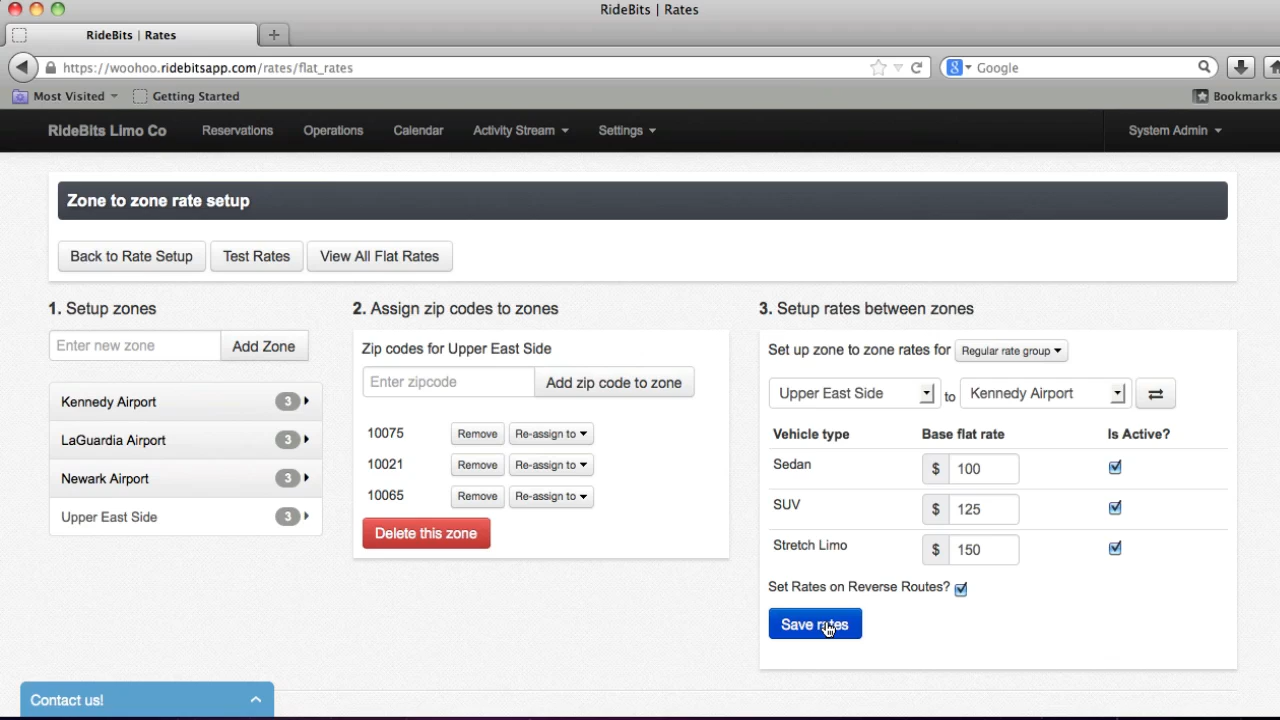 RideBits | Rates
RideBits | Rates
https://woohoo.ridebitsapp.com/rates/flat_rates
Google
Most Visited
Getting Started
Bookmarks
RideBits Limo Co
Reservations
Operations
Calendar
Activity Stream
Settings
System Admin
Zone to zone rate setup
Back to Rate Setup
Test Rates
View All Flat Rates
1. Setup zones
Enter new zone
Add Zone
Kennedy Airport 3
LaGuardia Airport 3
Newark Airport 3
Upper East Side 3
2. Assign zip codes to zones
Zip codes for Upper East Side
Enter zipcode
Add zip code to zone
10075 Remove Re-assign to
10021 Remove Re-assign to
10065 Remove Re-assign to
Delete this zone
3. Setup rates between zones
Set up zone to zone rates for Regular rate group
Upper East Side to Kennedy Airport
Vehicle type Base flat rate Is Active?
Sedan $ 100
SUV $ 125
Stretch Limo $ 150
Set Rates on Reverse Routes?
Save rates
Contact us!